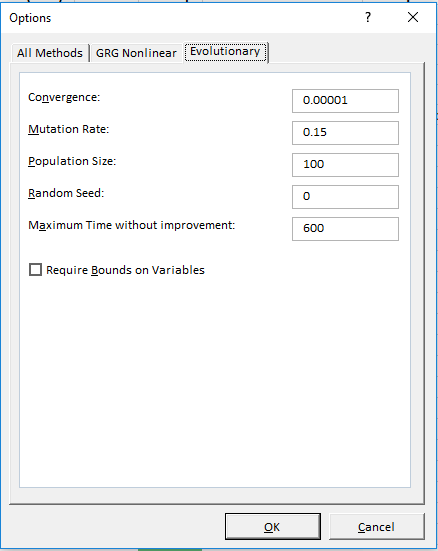 Options ?
All Methods GRG Nonlinear Evolutionary
Convergence: 0.00001
Mutation Rate: 0.15
Population Size: 100
Random Seed: 0
Maximum Time without improvement: 600
Require Bounds on Variables
OK Cancel